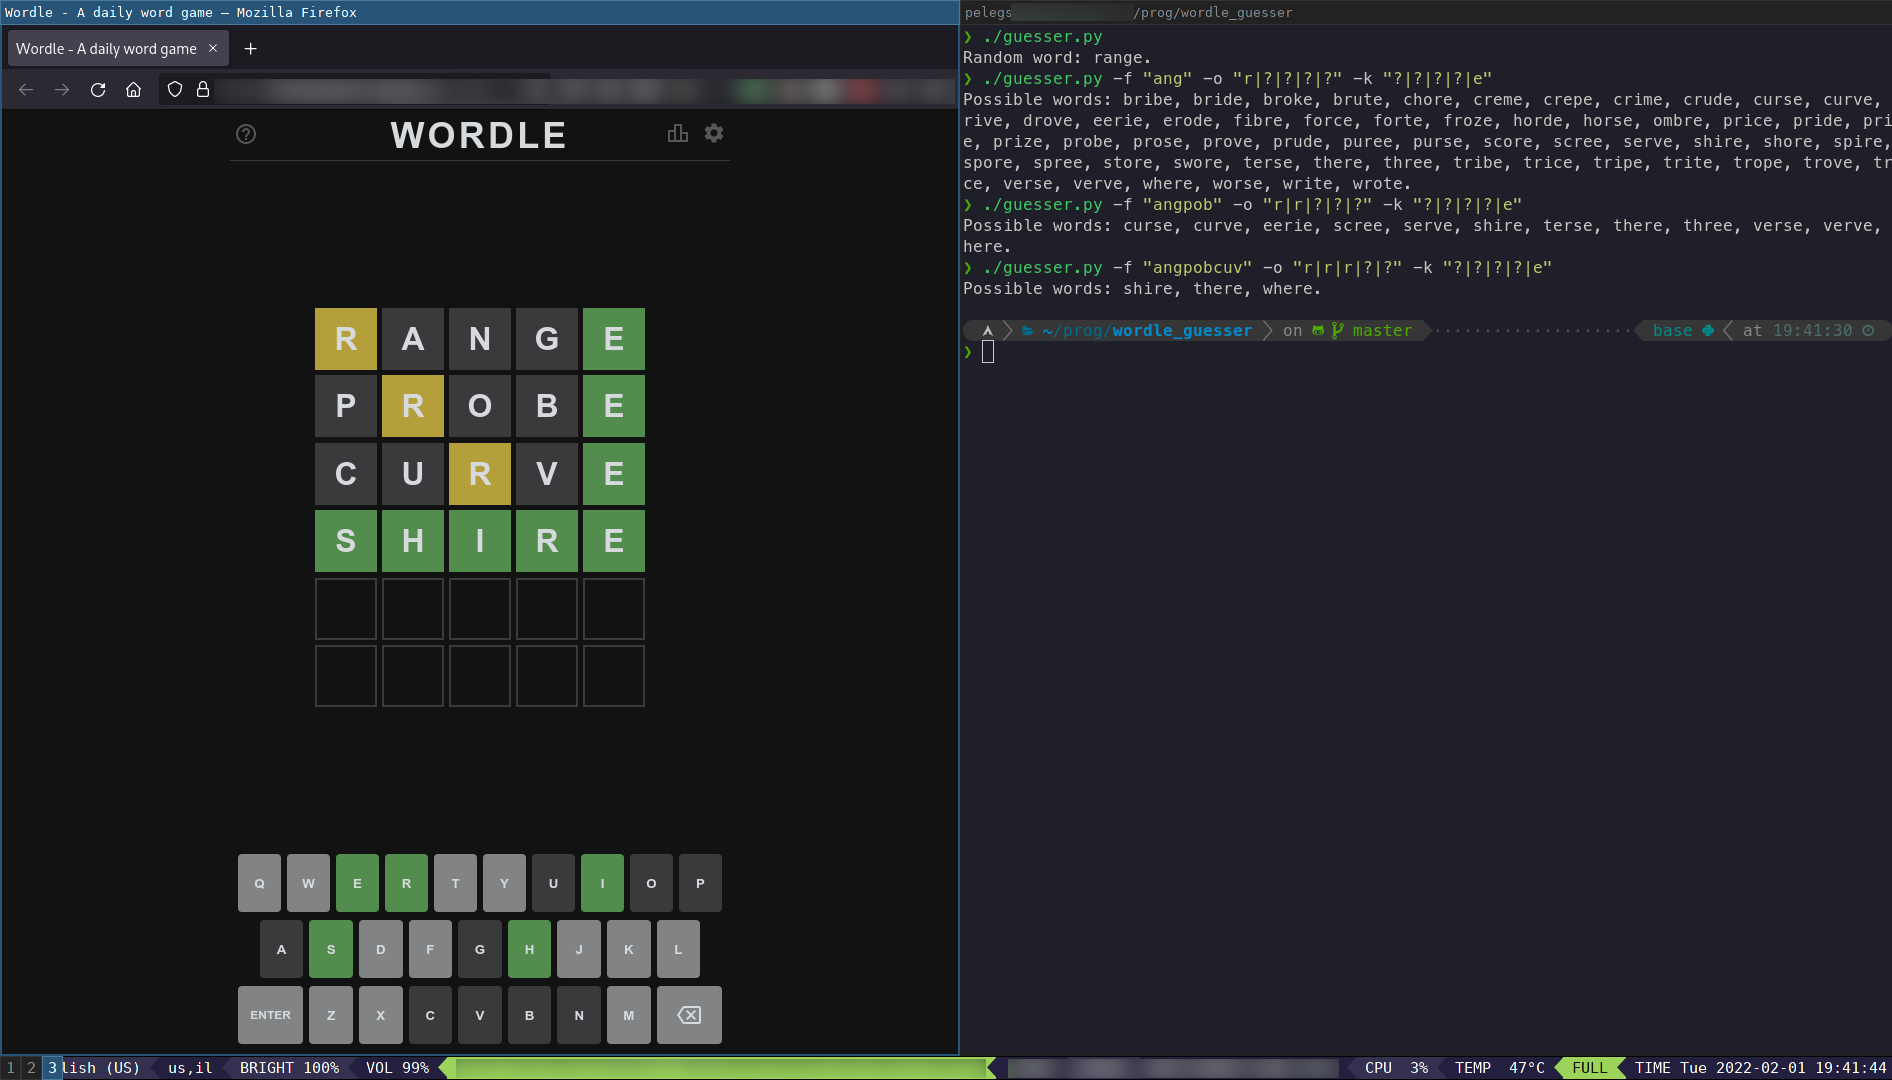 Wordle - A daily word game — Mozilla Firefox
Wordle - A daily word game × +
WORDLE
R A N G E
P R O B E
C U R V E
S H I R E
Q W E R T Y U I O P
A S D F G H J K L
ENTER Z X C V B N M
pelegs /prog/wordle_guesser
❯ ./guesser.py
Random word: range.
❯ ./guesser.py -f "ang" -o "r|?|?|?|?" -k "?|?|?|?|e"
Possible words: bribe, bride, broke, brute, chore, creme, crepe, crime, crude, curse, curve,
rive, drove, eerie, erode, fibre, force, forte, froze, horde, horse, ombre, price, pride, pri
e, prize, probe, prose, prove, prude, puree, purse, score, scree, serve, shire, shore, spire,
spore, spree, store, swore, terse, there, three, tribe, trice, tripe, trite, trope, trove, tr
ce, verse, verve, where, worse, write, wrote.
❯ ./guesser.py -f "angpob" -o "r|r|?|?|?" -k "?|?|?|?|e"
Possible words: curse, curve, eerie, scree, serve, shire, terse, there, three, verse, verve,
here.
❯ ./guesser.py -f "angpobcuv" -o "r|r|r|?|?" -k "?|?|?|?|e"
Possible words: shire, there, where.
~/prog/wordle_guesser on master base at 19:41:30
❯
1 2 3 lish (US) us,il BRIGHT 100% VOL 99% CPU 3% TEMP 47°C FULL TIME Tue 2022-02-01 19:41:44